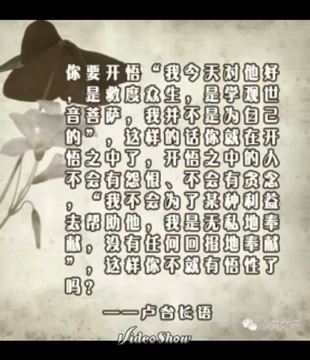 你要开悟“我今天对他好
，是救度众生，是学观世
音菩萨，我并不是为自己
的”，这样的话你就在开
悟之中了，开悟之中的人
不会有怨恨、不会有贪念
，“我不会为了某种利益
去帮助他，我是无私地奉
献，没有任何回报地奉献
”，这样你不就有悟性了
吗？
——卢台长语
VideoShow